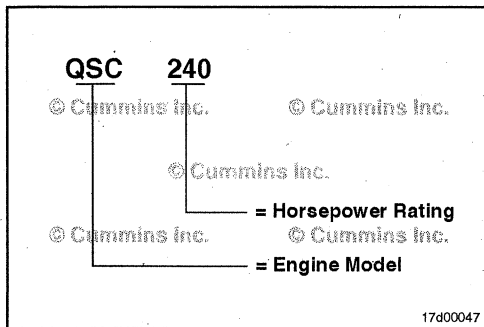 QSC 240
© Cummins Inc. © Cummins Inc.
© Cummins Inc.
= Horsepower Rating
© Cummins Inc. © Cummins Inc.
= Engine Model
17d00047